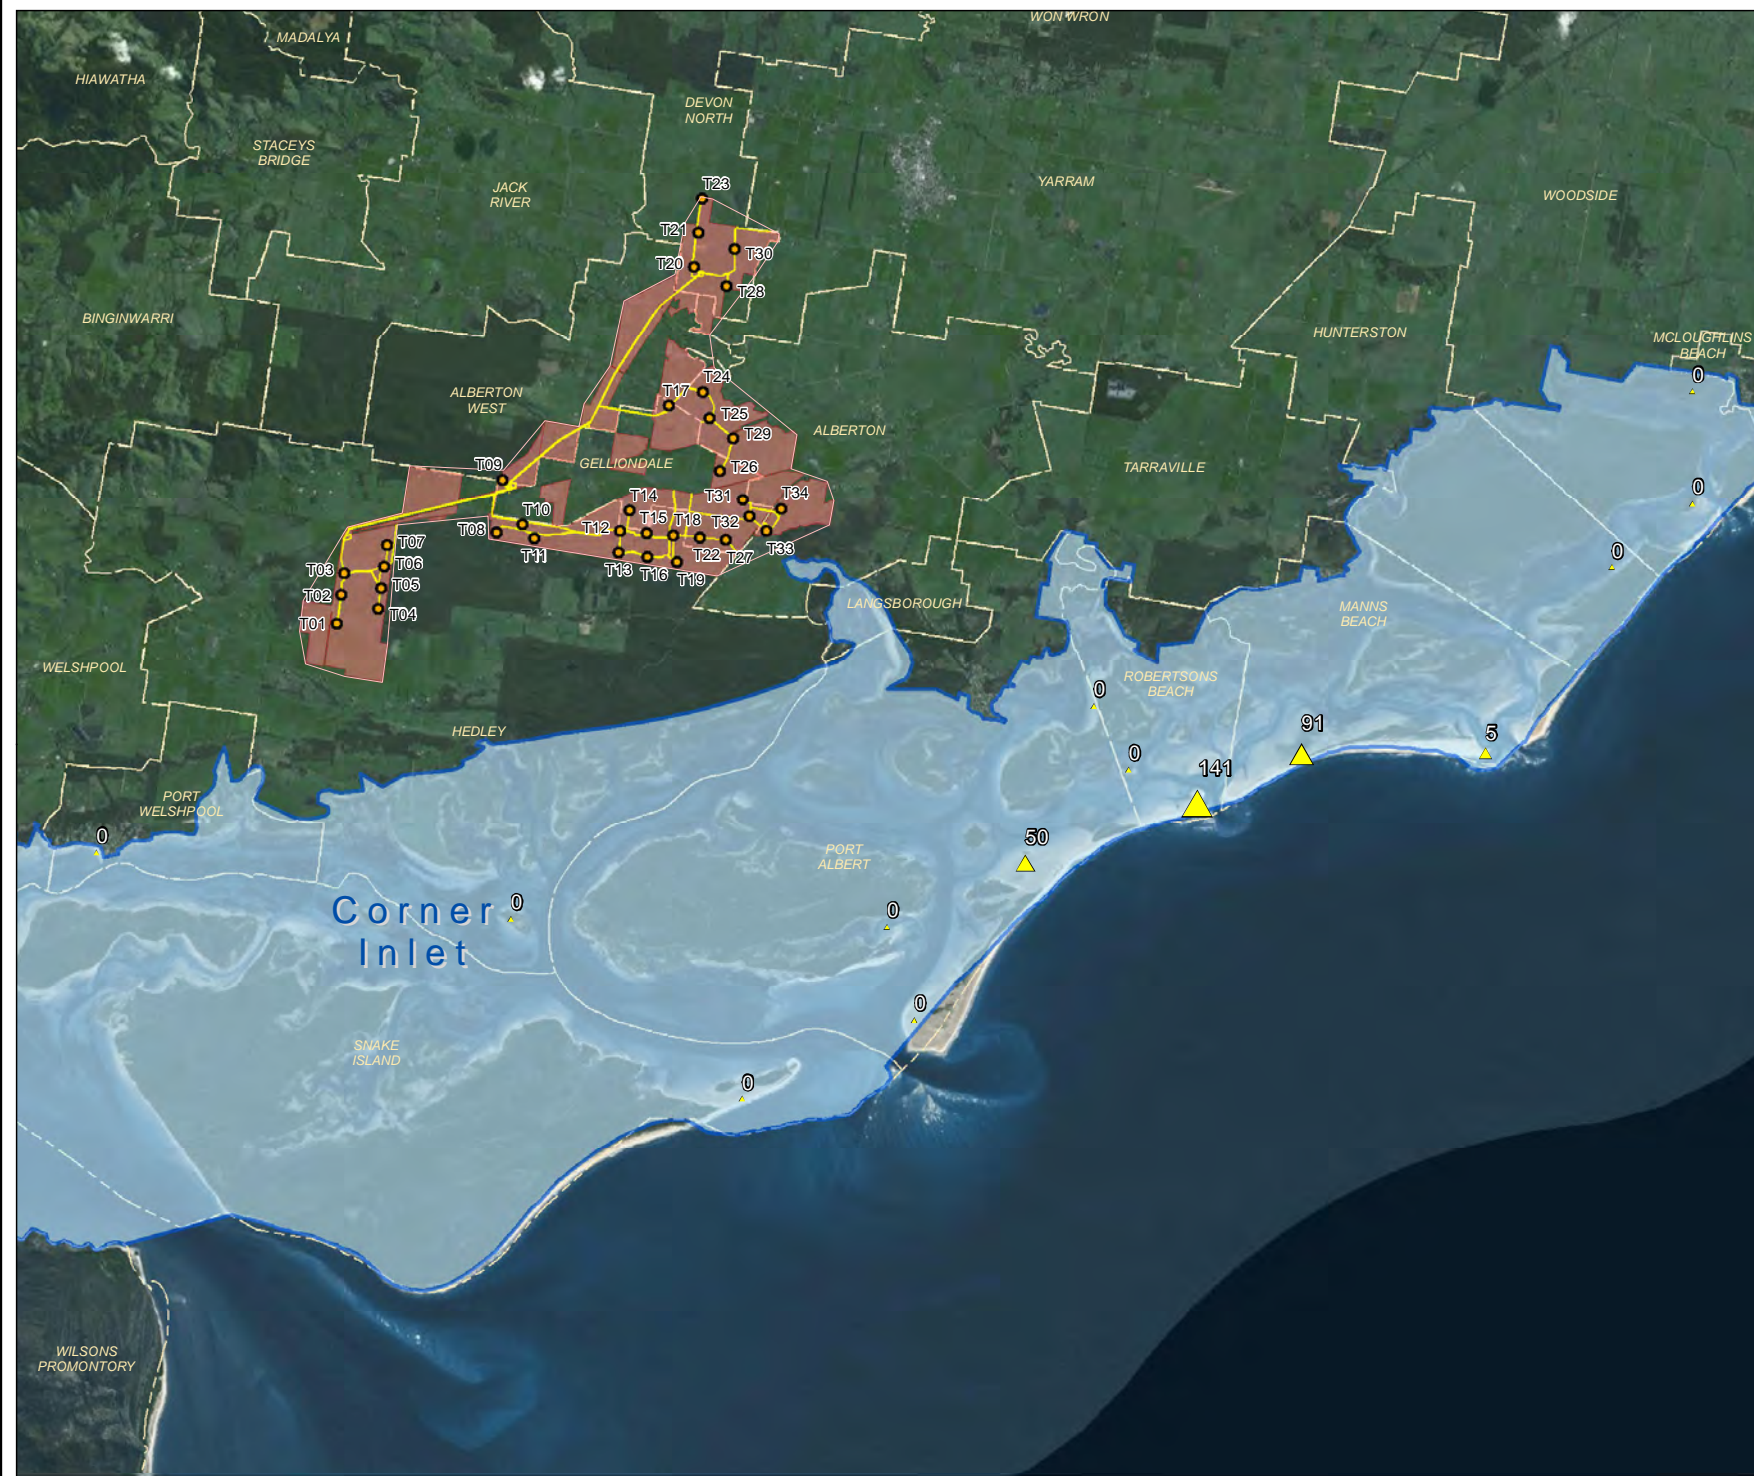 WON WRON
MADALYA
HIAWATHA
DEVON
NORTH
STACEYS
BRIDGE
JACK
RIVER
YARRAM
WOODSIDE
T23
T21
T30
T20
T28
BINGINWARRI
HUNTERSTON
MCLOUGHLINS
BEACH
0
ALBERTON
WEST
T24
T17
T25
ALBERTON
T29
GELLIONDALE
T26
TARRAVILLE
T09
0
T14
T31
T34
T10
T15
T18
T32
T08
T12
T11
T22
T27
T33
T07
T13
T16
T19
0
T03
T06
T05
T02
T04
T01
LANGSBOROUGH
MANNS
BEACH
WELSHPOOL
ROBERTSONS
BEACH
0
HEDLEY
91
5
0
141
PORT
WELSHPOOL
0
50
PORT
ALBERT
Corner
Inlet
0
0
0
SNAKE
ISLAND
0
WILSONS
PROMONTORY